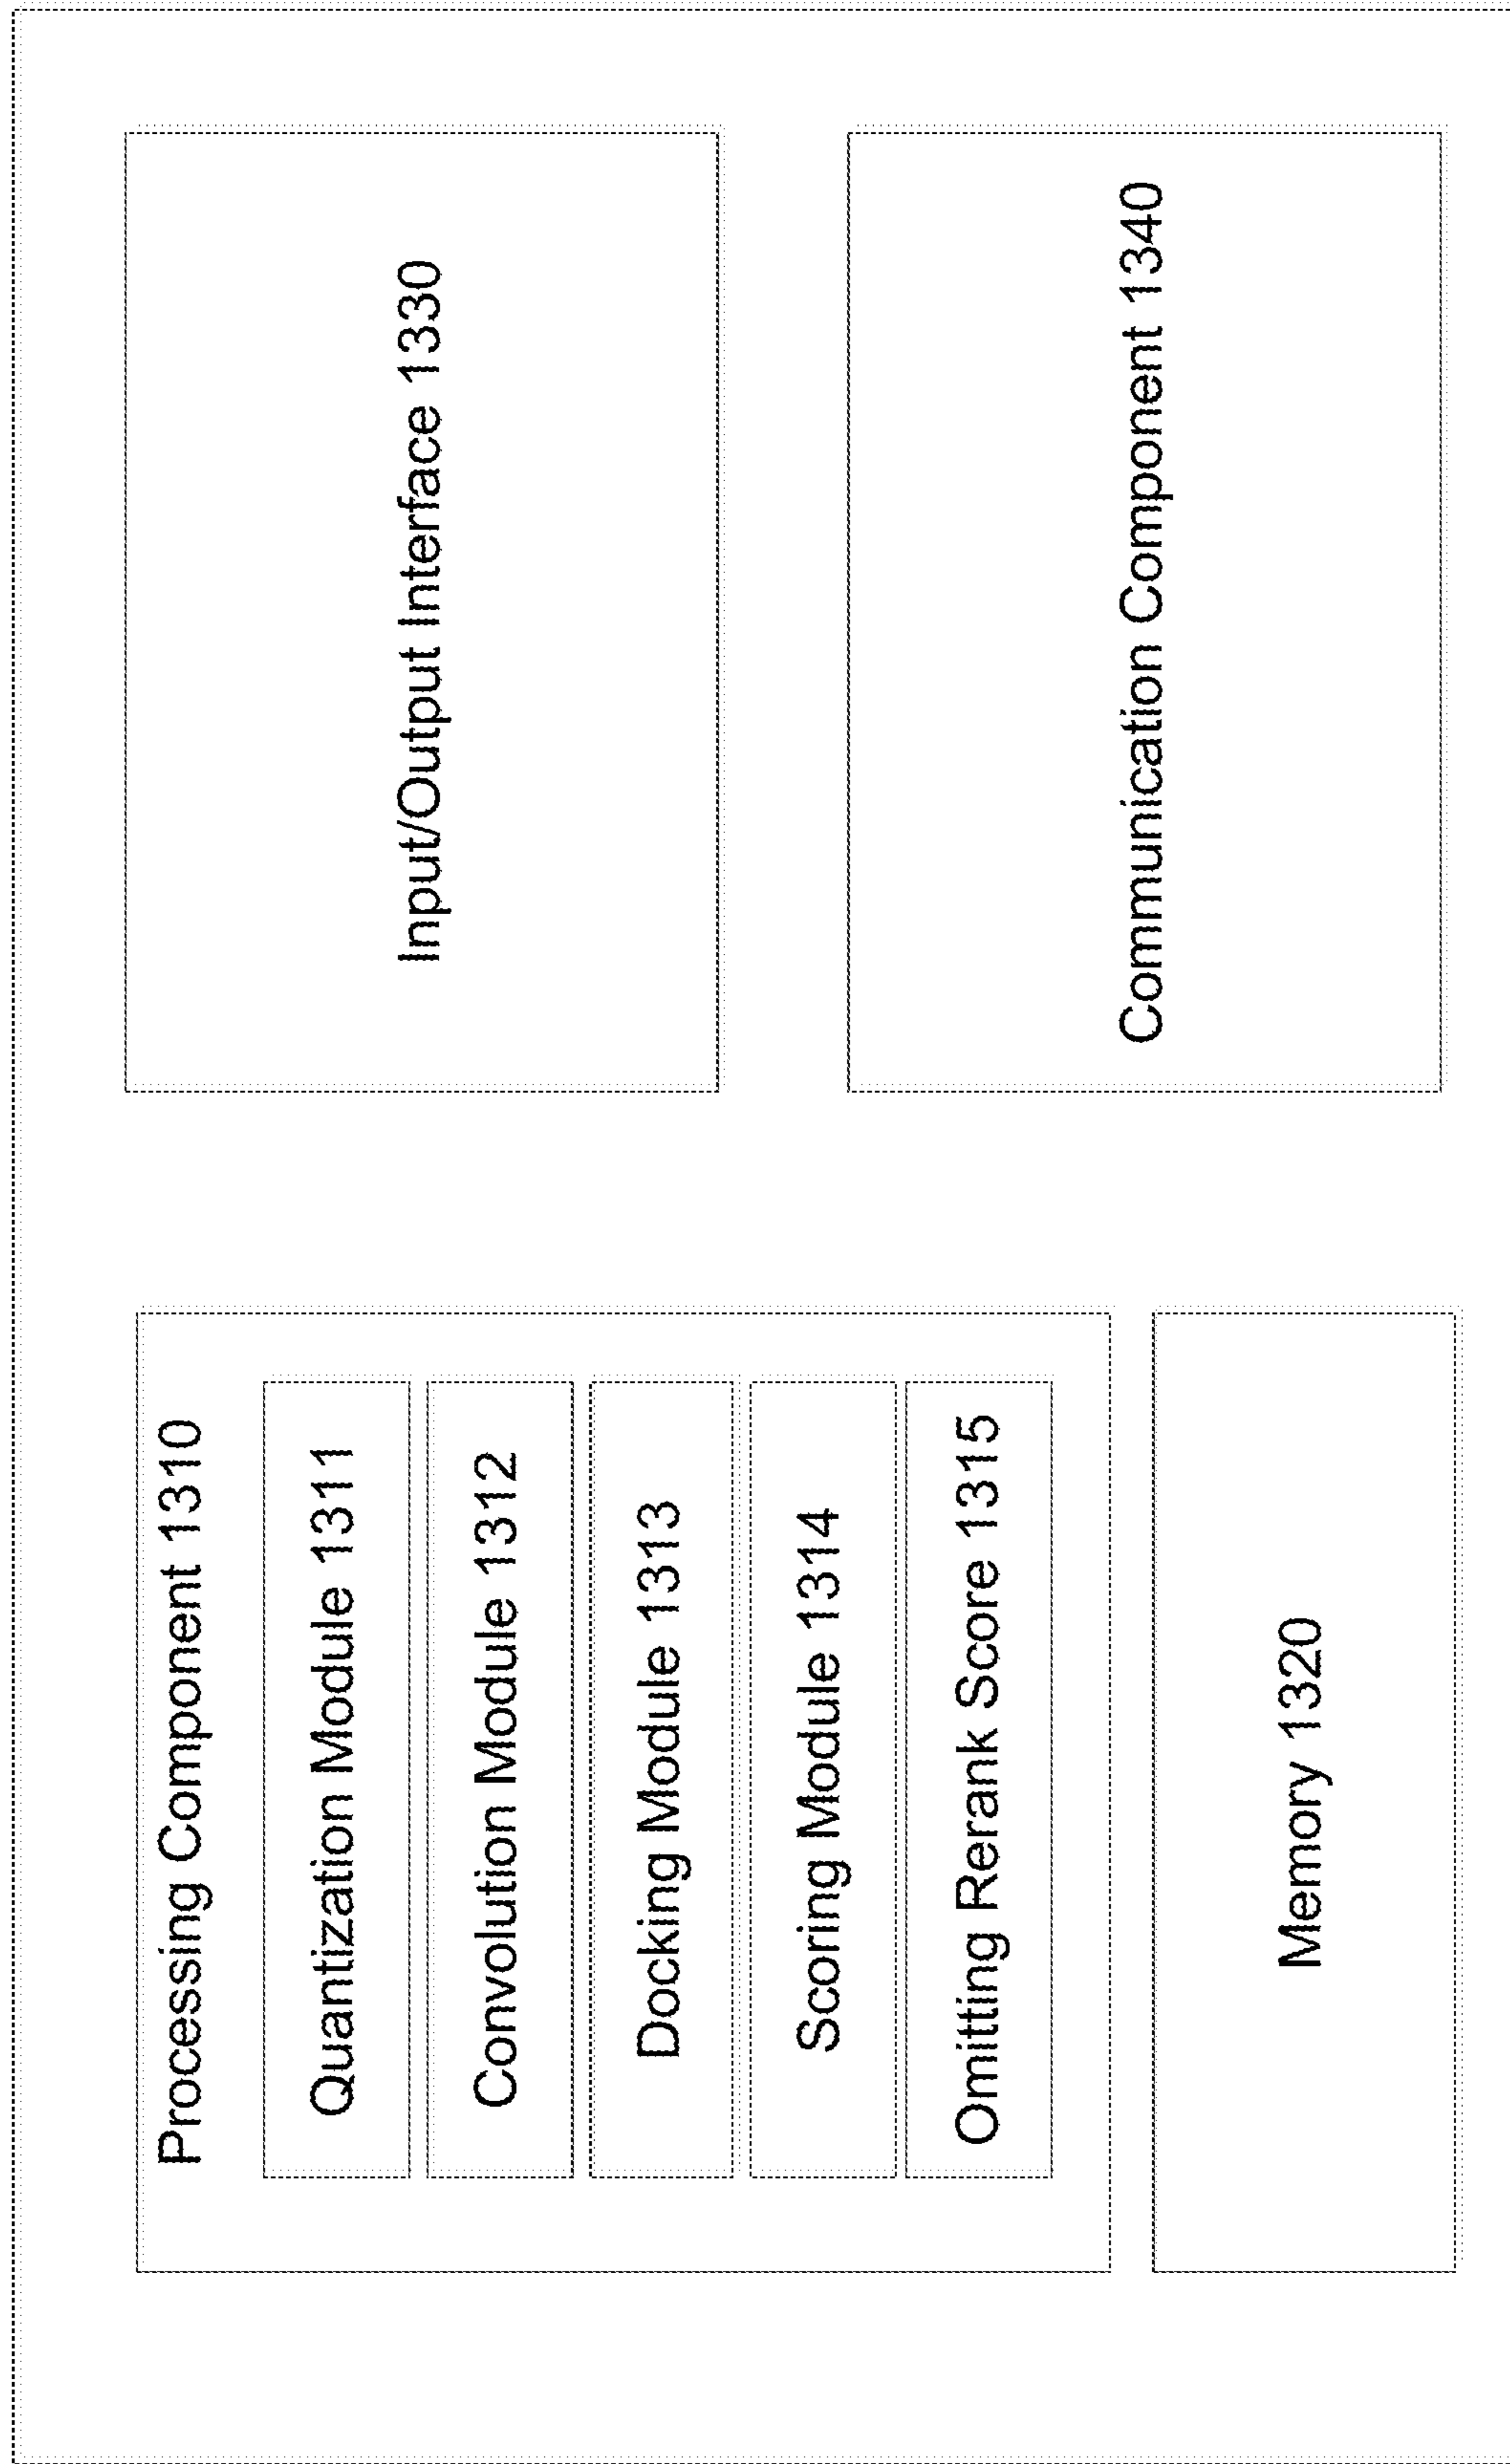 Processing Component 1310
Quantization Module 1311
Convolution Module 1312
Docking Module 1313
Scoring Module 1314
Omitting Rerank Score 1315
Memory 1320
Input/Output Interface 1330
Communication Component 1340